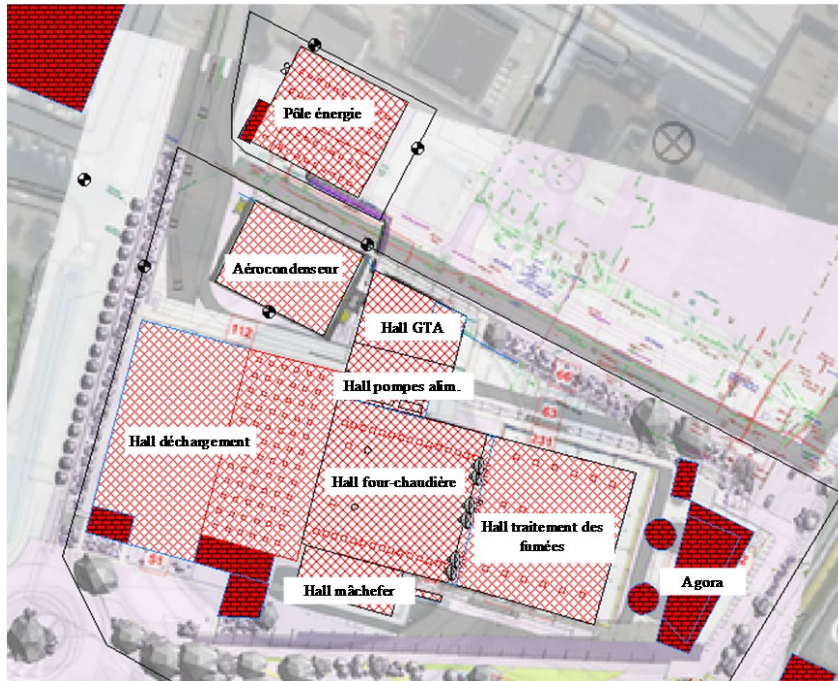 Pôle énergie
Aérocondenseur
Hall GTA
112
Hall pompes alim.
66
63
Hall déchargement
231
Hall four-chaudière
Hall traitement des
fumées
51
Agora
Hall mâchefer